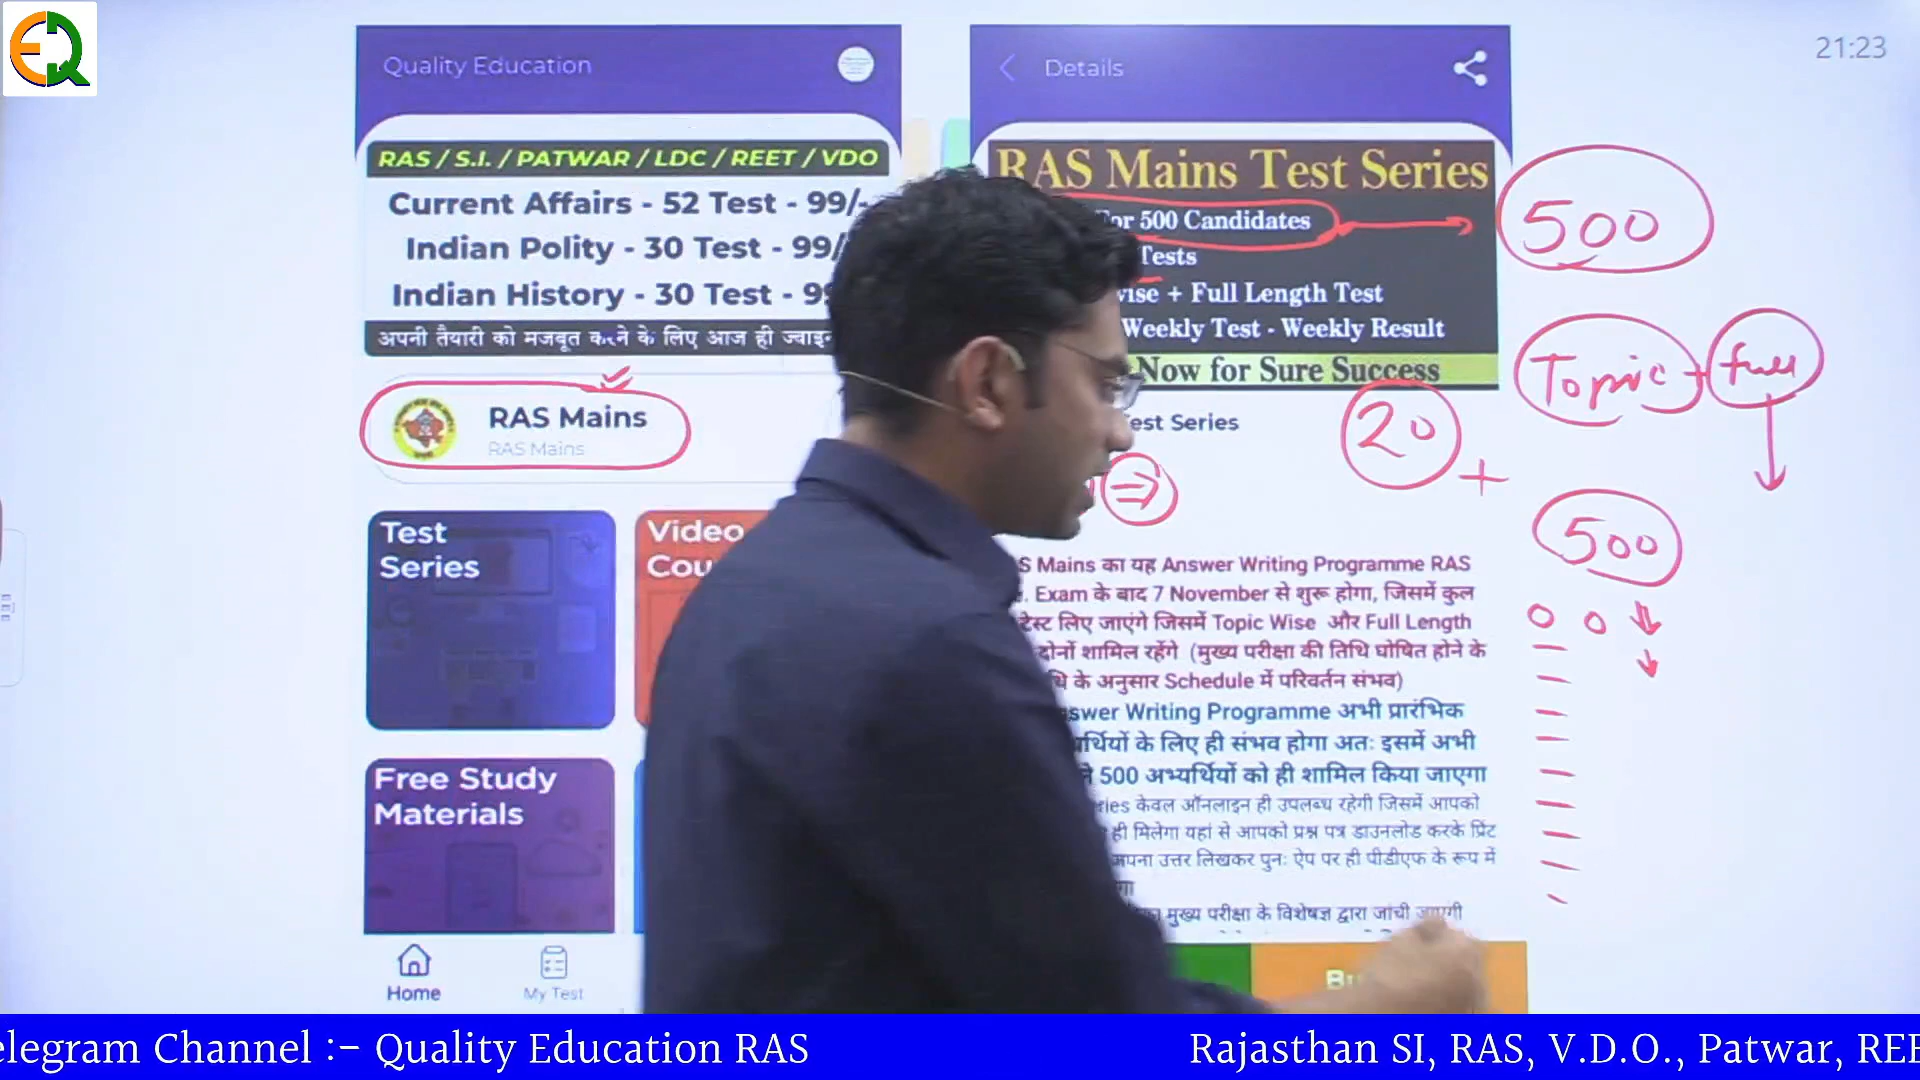 EQ
21:23
Quality Education
RAS / S.I. / PATWAR / LDC / REET / VDO
Current Affairs - 52 Test - 99/-
Indian Polity - 30 Test - 99/
Indian History - 30 Test - 9
अपनी तैयारी को मजबूत करने के लिए आज ही ज्वाइन
RAS Mains
RAS Mains
Test
Series
Video
Free Study
Materials
Home
My Test
Details
RAS Mains Test Series
For 500 Candidates
Tests
wise + Full Length Test
Weekly Test - Weekly Result
Now for Sure Success
Test Series
500
Topic + full
20 +
500
S Mains का यह Answer Writing Programme RAS
Exam के बाद 7 November से शुरू होगा, जिसमें कुल
टेस्ट लिए जाएंगे जिसमें Topic Wise और Full Length
दोनों शामिल रहेंगे (मुख्य परीक्षा की तिथि घोषित होने के
के अनुसार Schedule में परिवर्तन संभव)
Answer Writing Programme अभी प्रारंभिक
के लिए ही संभव होगा अतः इसमें अभी
500 अभ्यर्थियों को ही शामिल किया जाएगा
केवल ऑनलाइन ही उपलब्ध रहेगी जिसमें आपको
ही मिलेगा यहां से आपको प्रश्न पत्र डाउनलोड करके प्रिंट
अपना उत्तर लिखकर पुनः ऐप पर ही पीडीएफ के रूप में
मुख्य परीक्षा के विशेषज्ञ द्वारा जांची जाएगी
elegram Channel :- Quality Education RAS
Rajasthan SI, RAS, V.D.O., Patwar, REE